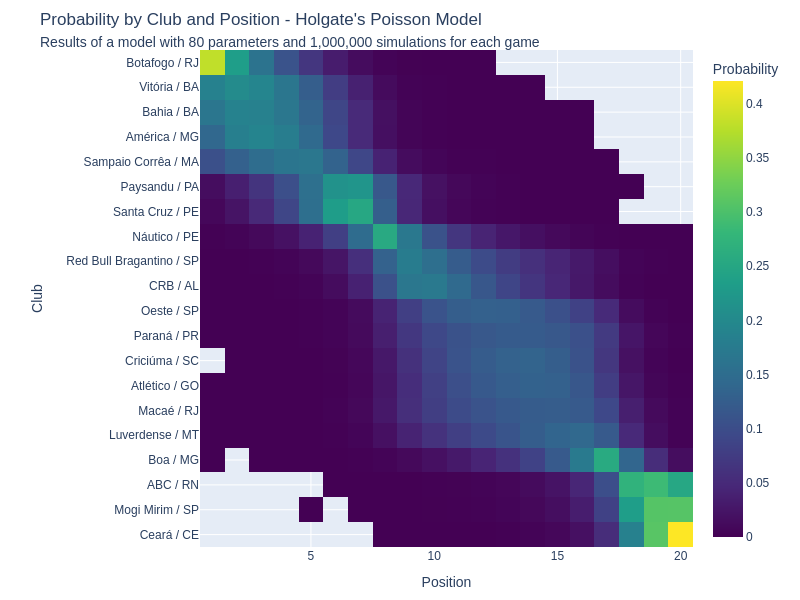 Probability by Club and Position - Holgate's Poisson Model
Results of a model with 80 parameters and 1,000,000 simulations for each game
Probability
Botafogo / RJ
Vitória / BA
Bahia / BA
América / MG
Sampaio Corrêa / MA
Paysandu / PA
Santa Cruz / PE
Náutico / PE
Red Bull Bragantino / SP
CRB / AL
Oeste / SP
Paraná / PR
Criciúma / SC
Atlético / GO
Macaé / RJ
Luverdense / MT
Boa / MG
ABC / RN
Mogi Mirim / SP
Ceará / CE
Club
5
10
15
20
Position
0.4
0.35
0.3
0.25
0.2
0.15
0.1
0.05
0